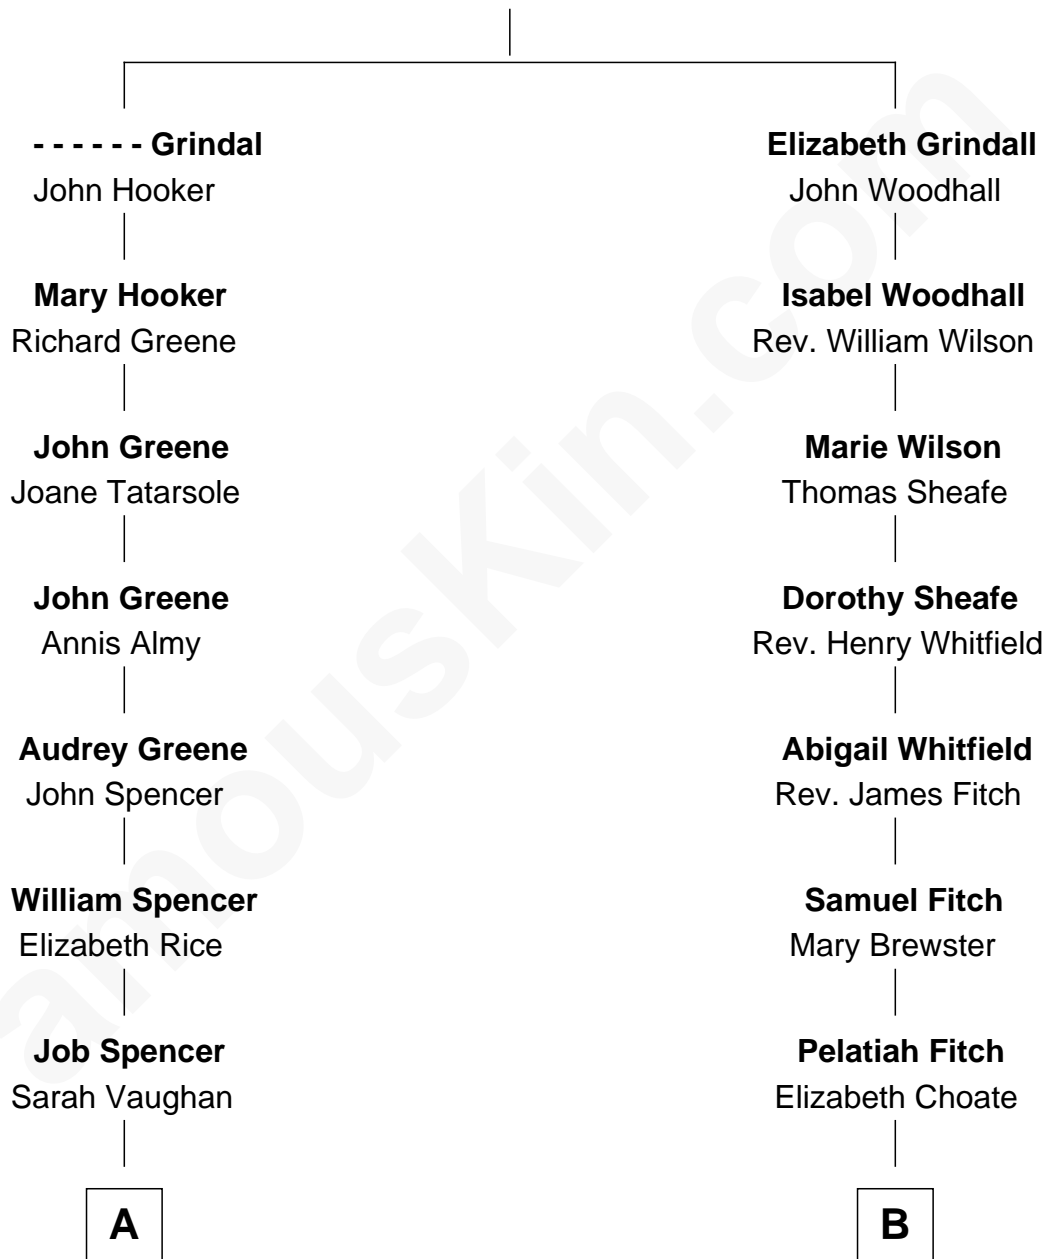 - - - - - - Grindal
John Hooker
Mary Hooker
Richard Greene
John Greene
Joane Tatarsole
John Greene
Annis Almy
Audrey Greene
John Spencer
William Spencer
Elizabeth Rice
Job Spencer
Sarah Vaughan
A
Elizabeth Grindall
John Woodhall
Isabel Woodhall
Rev. William Wilson
Marie Wilson
Thomas Sheafe
Dorothy Sheafe
Rev. Henry Whitfield
Abigail Whitfield
Rev. James Fitch
Samuel Fitch
Mary Brewster
Pelatiah Fitch
Elizabeth Choate
B
amousKin.com